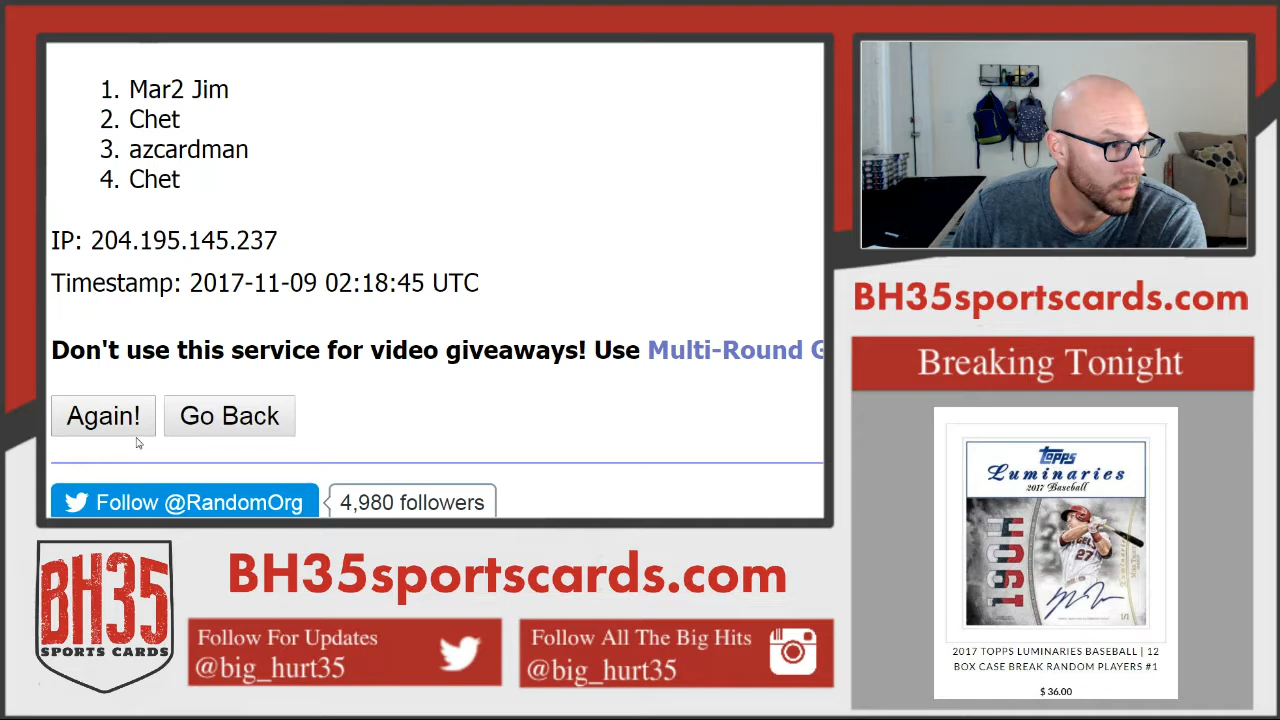 1. Mar2 Jim
2. Chet
3. azcardman
4. Chet
IP: 204.195.145.237
Timestamp: 2017-11-09 02:18:45 UTC
Don't use this service for video giveaways! Use Multi-Round G
Again! Go Back
Follow @RandomOrg 4,980 followers
BH35sportscards.com
Breaking Tonight
topps
Luminaries
2017 Baseball
190H
27
1/1
2017 TOPPS LUMINARIES BASEBALL | 12
BOX CASE BREAK RANDOM PLAYERS #1
$ 36.00
BH35
SPORTS CARDS
BH35sportscards.com
Follow For Updates
@big_hurt35
Follow All The Big Hits
@big_hurt35